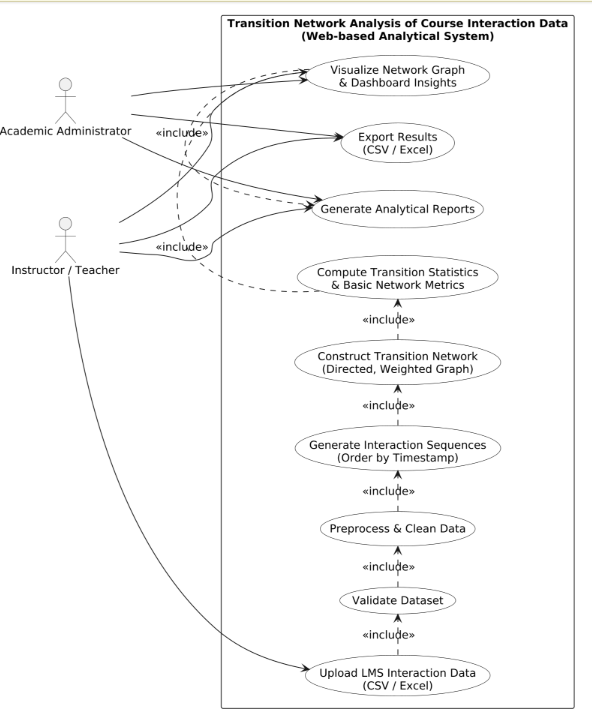 Transition Network Analysis of Course Interaction Data
(Web-based Analytical System)
Visualize Network Graph
& Dashboard Insights
Academic Administrator
«include»
Export Results
(CSV / Excel)
Generate Analytical Reports
«include»
Instructor / Teacher
Compute Transition Statistics
& Basic Network Metrics
«include»
Construct Transition Network
(Directed, Weighted Graph)
«include»
Generate Interaction Sequences
(Order by Timestamp)
«include»
Preprocess & Clean Data
«include»
Validate Dataset
«include»
Upload LMS Interaction Data
(CSV / Excel)